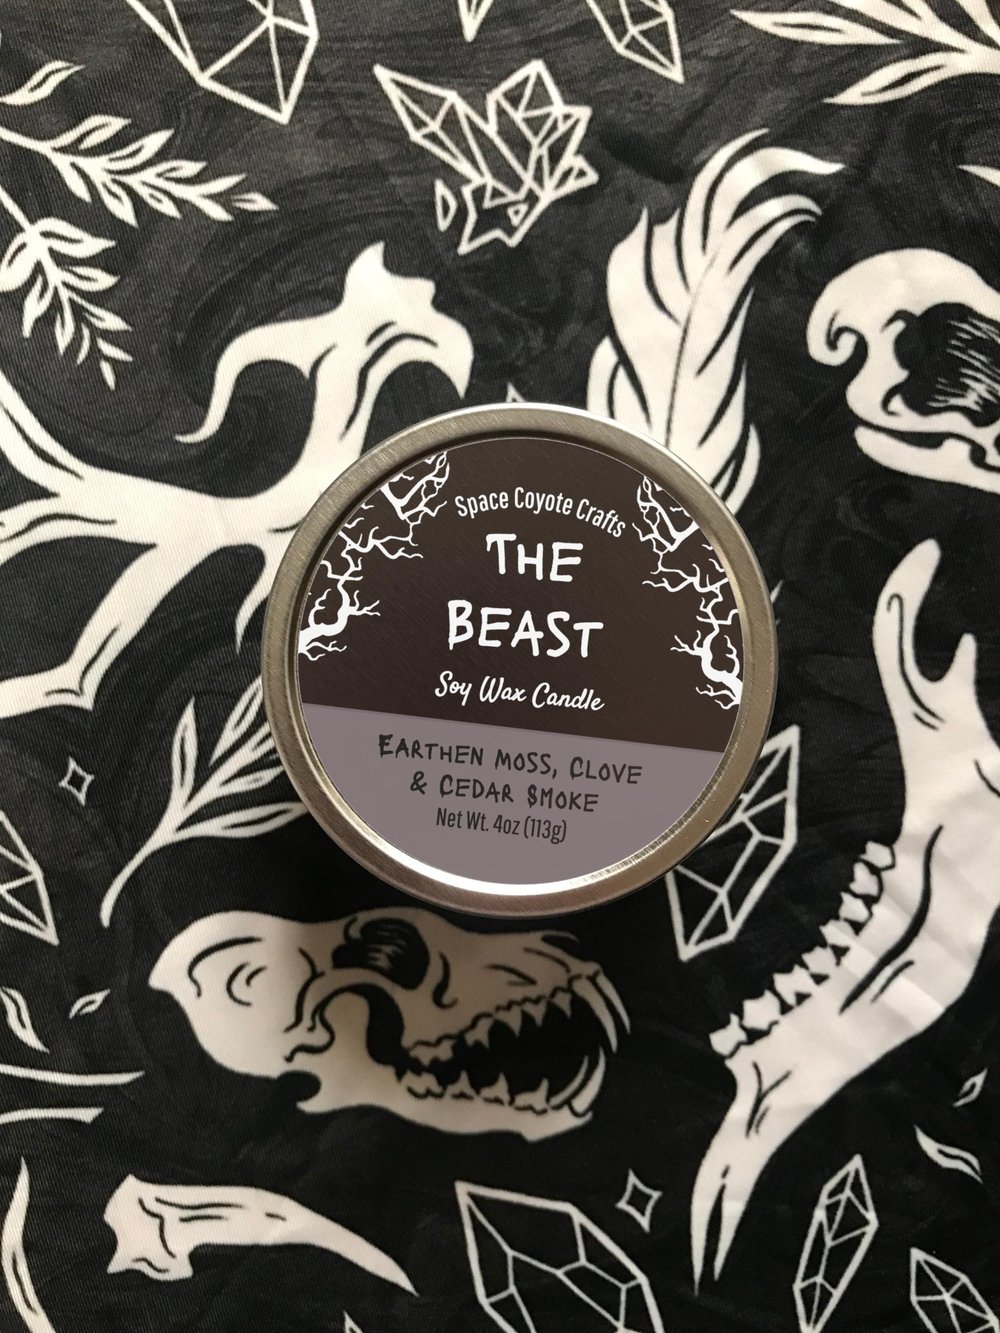 Space Coyote Crafts
THE
BEAST
Soy Wax Candle
EARTHEN MOSS, CLOVE
& CEDAR SMOKE
Net Wt. 4oz (113g)